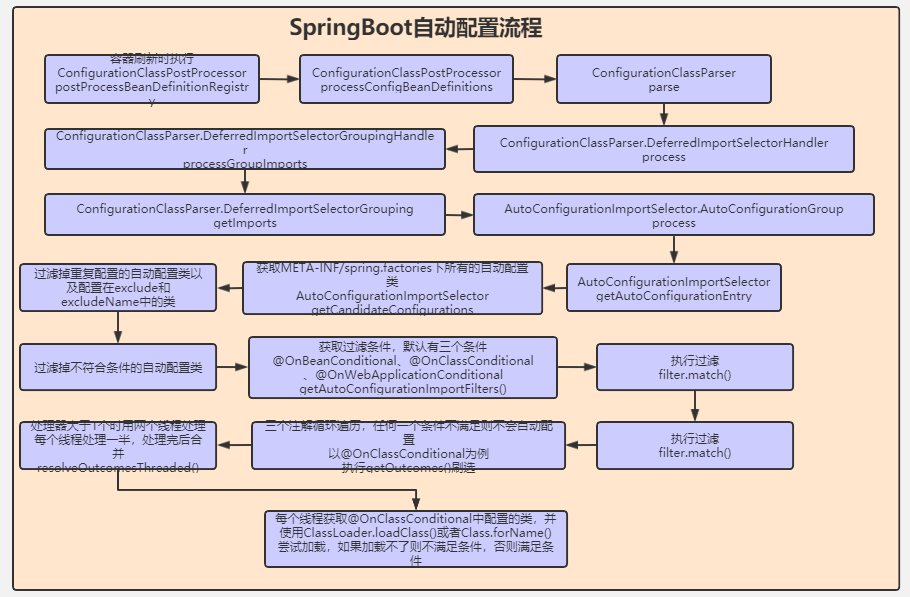 SpringBoot自动配置流程
容器刷新时执行
ConfigurationClassPostProcessor
postProcessBeanDefinitionRegistr
y
ConfigurationClassPostProcessor
processConfigBeanDefinitions
ConfigurationClassParser
parse
ConfigurationClassParser.DeferredImportSelectorHandler
process
ConfigurationClassParser.DeferredImportSelectorGroupingHandle
r
processGroupImports
ConfigurationClassParser.DeferredImportSelectorGrouping
getImports
AutoConfigurationImportSelector.AutoConfigurationGroup
process
AutoConfigurationImportSelector
getAutoConfigurationEntry
获取META-INF/spring.factories下所有的自动配置
类
AutoConfigurationImportSelector
getCandidateConfigurations
过滤掉重复配置的自动配置类以
及配置在exclude和
excludeName中的类
过滤掉不符合条件的自动配置类
获取过滤条件，默认有三个条件
@OnBeanConditional、@OnClassConditional
、@OnWebApplicationConditional
getAutoConfigurationImportFilters()
执行过滤
filter.match()
执行过滤
filter.match()
三个注解循环遍历，任何一个条件不满足则不会自动配
置
以@OnClassConditional为例
执行getOutcomes()刷选
处理器大于1个时用两个线程处理
每个线程处理一半，处理完后合
并
resolveOutcomesThreaded()
每个线程获取@OnClassConditional中配置的类，并
使用ClassLoader.loadClass()或者Class.forName()
尝试加载，如果加载不了则不满足条件，否则满足条
件